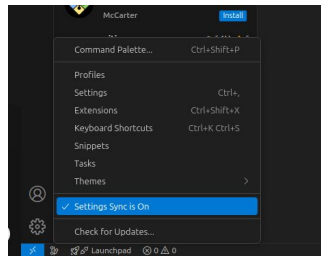 McCarter
Install
Command Palette... Ctrl+Shift+P
Profiles
Settings Ctrl+,
Extensions Ctrl+Shift+X
Keyboard Shortcuts Ctrl+K Ctrl+S
Snippets
Tasks
Themes
Settings Sync is On
Check for Updates...
Launchpad 0 0